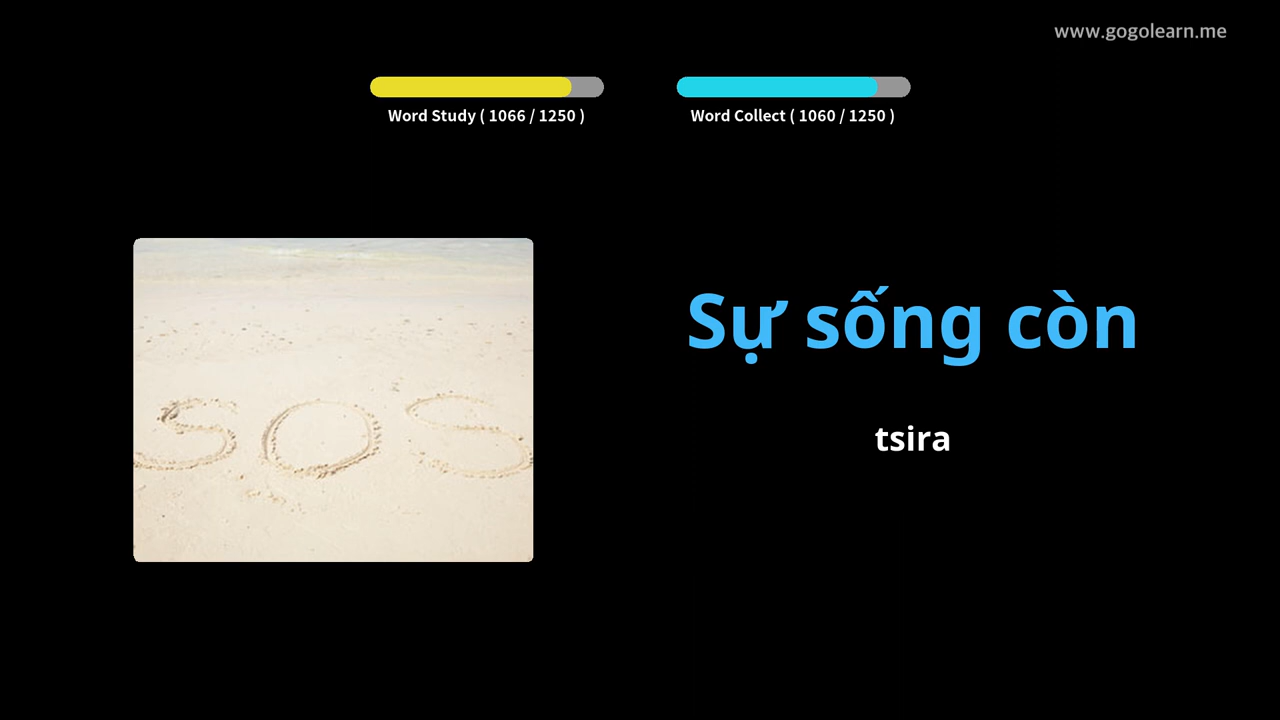 www.gogolearn.me
Word Study ( 1066 / 1250 )
Word Collect ( 1060 / 1250 )
Sự sống còn
tsira
SOS